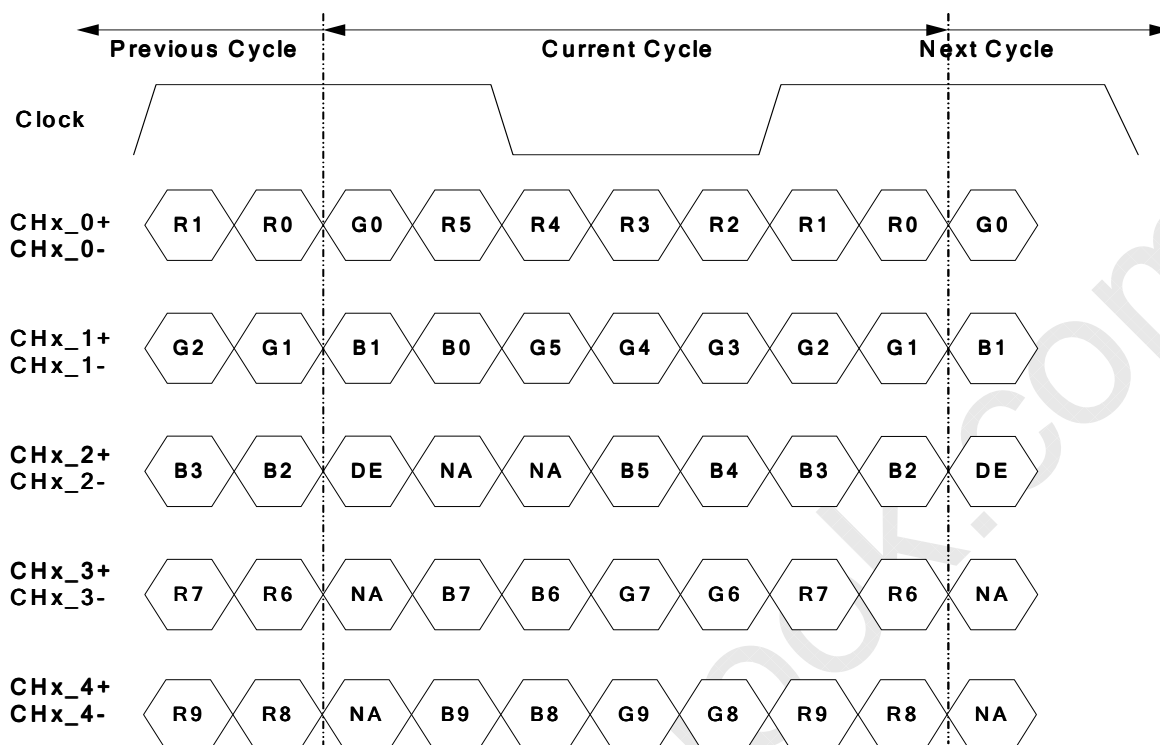 Previous Cycle Current Cycle Next Cycle
Clock
CHx_0+
CHx_0-
R1 R0 G0 R5 R4 R3 R2 R1 R0 G0
CHx_1+
CHx_1-
G2 G1 B1 B0 G5 G4 G3 G2 G1 B1
CHx_2+
CHx_2-
B3 B2 DE NA NA B5 B4 B3 B2 DE
CHx_3+
CHx_3-
R7 R6 NA B7 B6 G7 G6 R7 R6 NA
CHx_4+
CHx_4-
R9 R8 NA B9 B8 G9 G8 R9 R8 NA